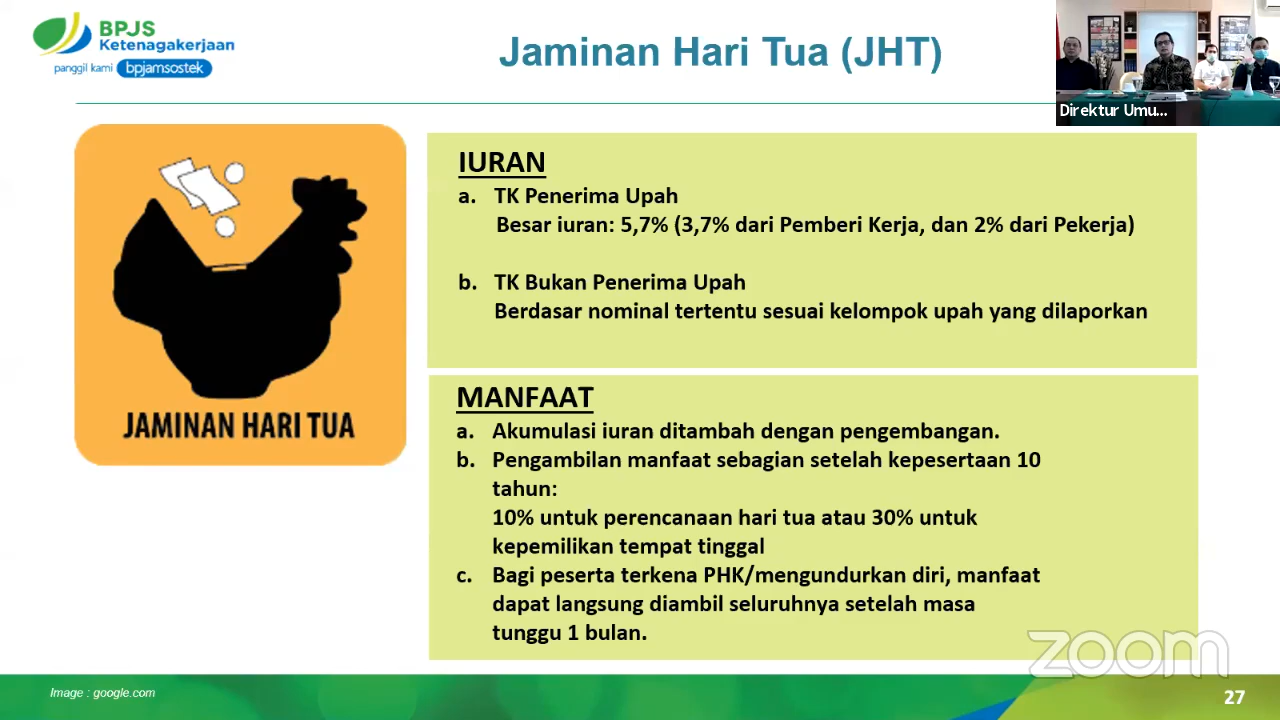 BPJS
Ketenagakerjaan
panggil kami bpjamsostek
Jaminan Hari Tua (JHT)
Direktur Umu...
JAMINAN HARI TUA
IURAN
a. TK Penerima Upah
Besar iuran: 5,7% (3,7% dari Pemberi Kerja, dan 2% dari Pekerja)
b. TK Bukan Penerima Upah
Berdasar nominal tertentu sesuai kelompok upah yang dilaporkan
MANFAAT
a. Akumulasi iuran ditambah dengan pengembangan.
b. Pengambilan manfaat sebagian setelah kepesertaan 10
tahun:
10% untuk perencanaan hari tua atau 30% untuk
kepemilikan tempat tinggal
c. Bagi peserta terkena PHK/mengundurkan diri, manfaat
dapat langsung diambil seluruhnya setelah masa
tunggu 1 bulan.
zoom
Image : google.com
27